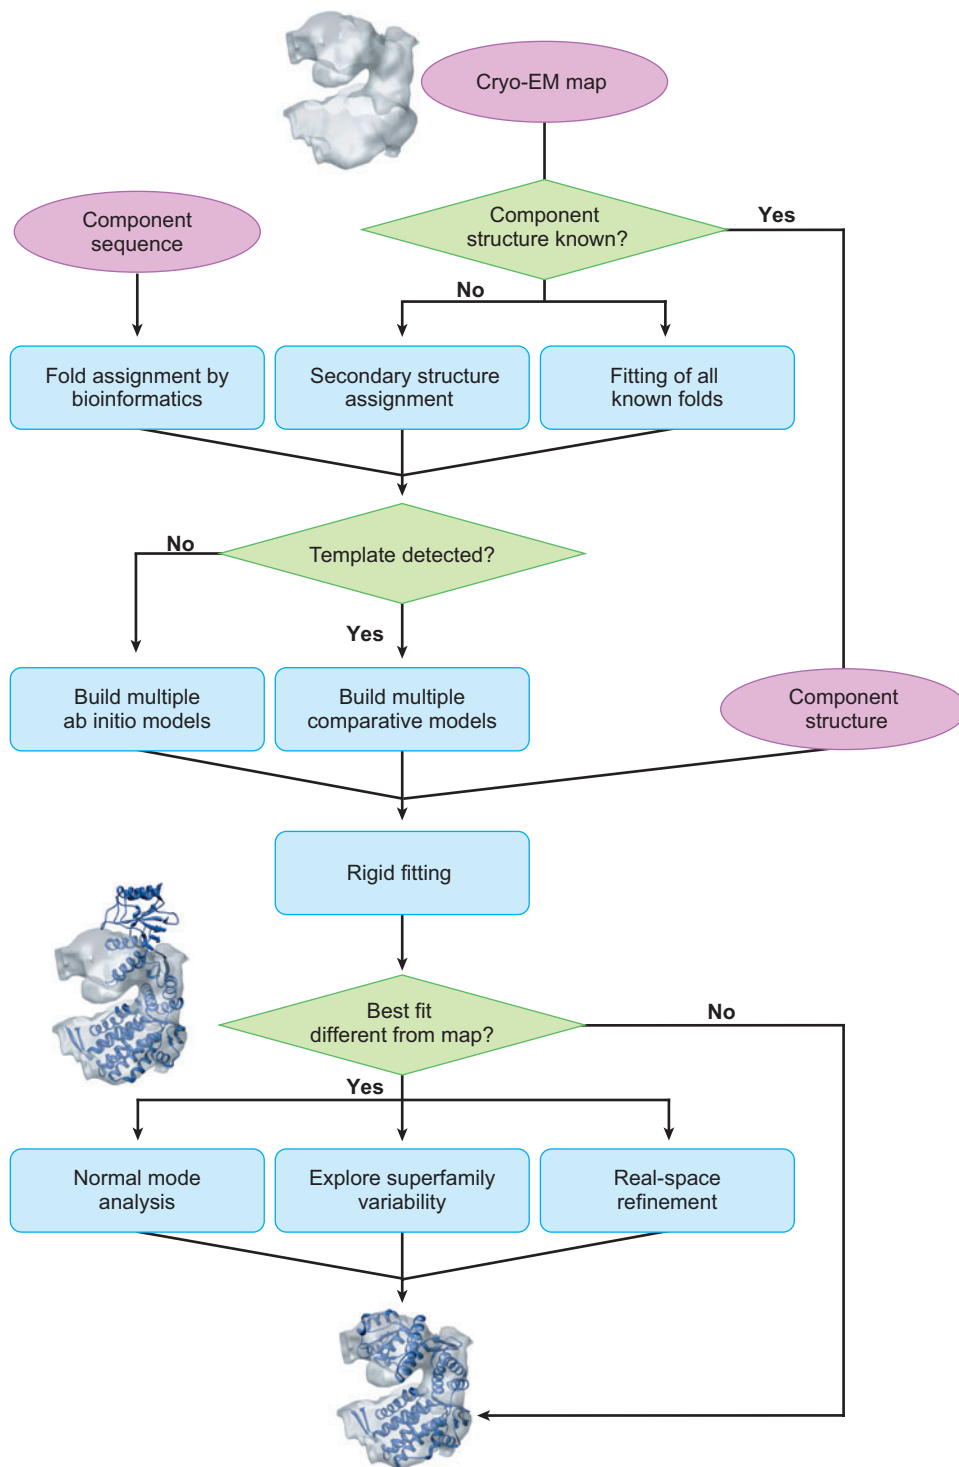 Cryo-EM map
Component
structure known?
Yes
Component
sequence
No
Fold assignment by
bioinformatics
Secondary structure
assignment
Fitting of all
known folds
Template detected?
No
Yes
Build multiple
ab initio models
Build multiple
comparative models
Component
structure
Rigid fitting
Best fit
different from map?
No
Yes
Normal mode
analysis
Explore superfamily
variability
Real-space
refinement